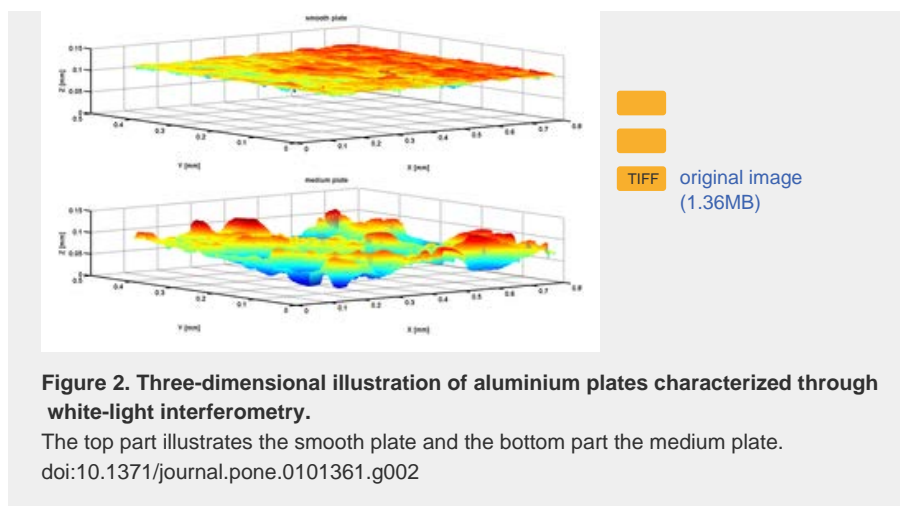 smooth plate
0.15
0.1
0.05
0
Z [mm]
0.5
0.4
0.3
0.2
0.1
0
Y [mm]
0
0.1
0.2
0.3
0.4
0.5
0.6
0.7
0.8
X [mm]
medium plate
0.15
0.1
0.05
0
Z [mm]
0.5
0.4
0.3
0.2
0.1
0
Y [mm]
0
0.1
0.2
0.3
0.4
0.5
0.6
0.7
0.8
X [mm]
TIFF original image
(1.36MB)
Figure 2. Three-dimensional illustration of aluminium plates characterized through
white-light interferometry.
The top part illustrates the smooth plate and the bottom part the medium plate.
doi:10.1371/journal.pone.0101361.g002